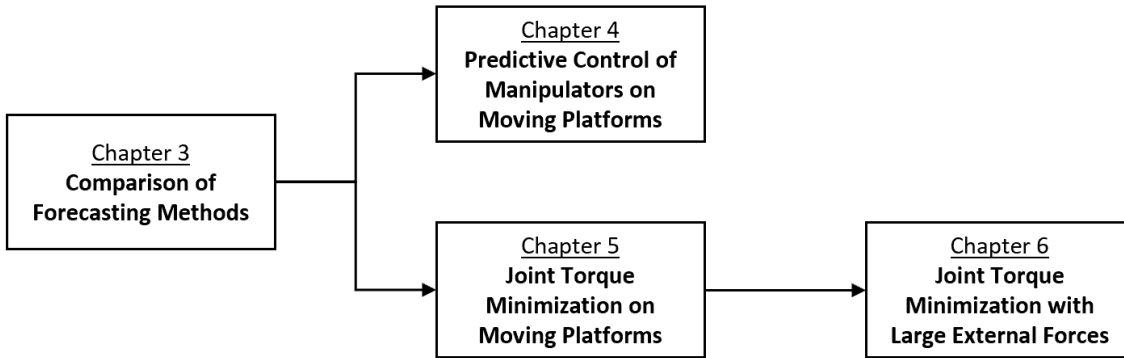 Chapter 3
Comparison of
Forecasting Methods
Chapter 4
Predictive Control of
Manipulators on
Moving Platforms
Chapter 5
Joint Torque
Minimization on
Moving Platforms
Chapter 6
Joint Torque
Minimization with
Large External Forces